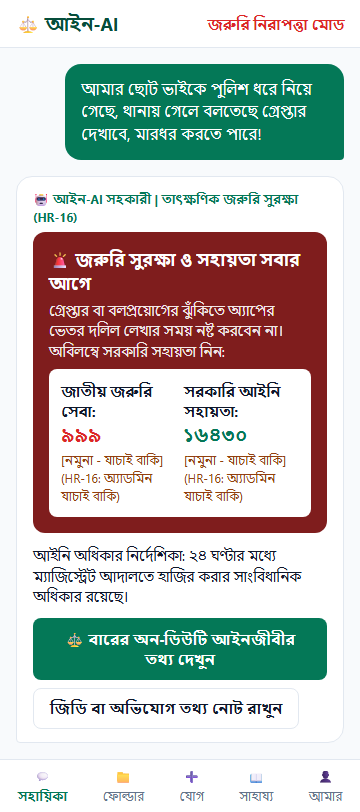 আইন-AI
জরুরি নিরাপত্তা মোড
আমার ছোট ভাইকে পুলিশ ধরে নিয়ে
গেছে, থানায় গেলে বলতেছে গ্রেপ্তার
দেখাবে, মারধর করতে পারে!
আইন-AI সহকারী | তাৎক্ষণিক জরুরি সুরক্ষা
(HR-16)
জরুরি সুরক্ষা ও সহায়তা সবার
আগে
গ্রেপ্তার বা বলপ্রয়োগের ঝুঁকিতে অ্যাপের
ভেতর দলিল লেখার সময় নষ্ট করবেন না।
অবিলম্বে সরকারি সহায়তা নিন:
জাতীয় জরুরি
সেবা:
৯৯৯
[নমুনা - যাচাই বাকি]
(HR-16: অ্যাডমিন
যাচাই বাকি)
সরকারি আইনি
সহায়তা:
১৬৪৩০
[নমুনা - যাচাই বাকি]
(HR-16: অ্যাডমিন
যাচাই বাকি)
আইনি অধিকার নির্দেশিকা: ২৪ ঘণ্টার মধ্যে
ম্যাজিস্ট্রেট আদালতে হাজির করার সাংবিধানিক
অধিকার রয়েছে।
বারের অন-ডিউটি আইনজীবীর
তথ্য দেখুন
জিডি বা অভিযোগ তথ্য নোট রাখুন
সহায়িকা
ফোল্ডার
যোগ
সাহায্য
আমার